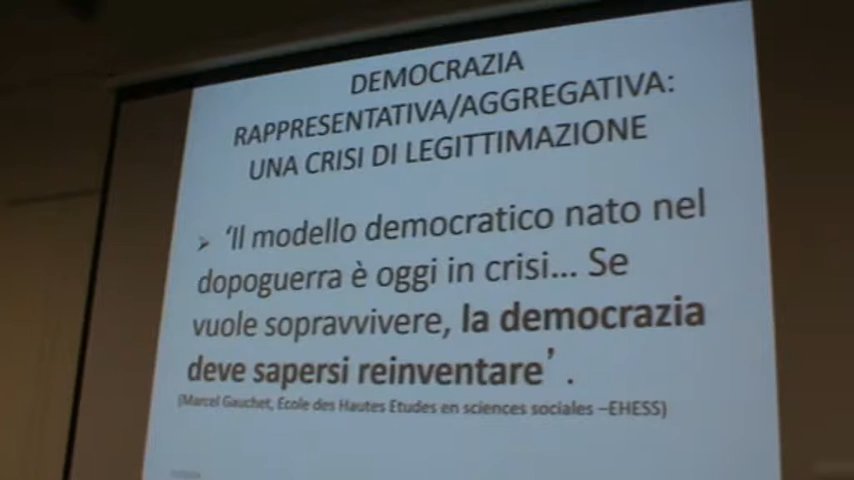 DEMOCRAZIA
RAPPRESENTATIVA/AGGREGATIVA:
UNA CRISI DI LEGITTIMAZIONE
➢ ‘Il modello democratico nato nel
dopoguerra è oggi in crisi... Se
vuole sopravvivere, la democrazia
deve sapersi reinventare’ .
(Marcel Gauchet, Ecole des Hautes Etudes en sciences sociales –EHESS)